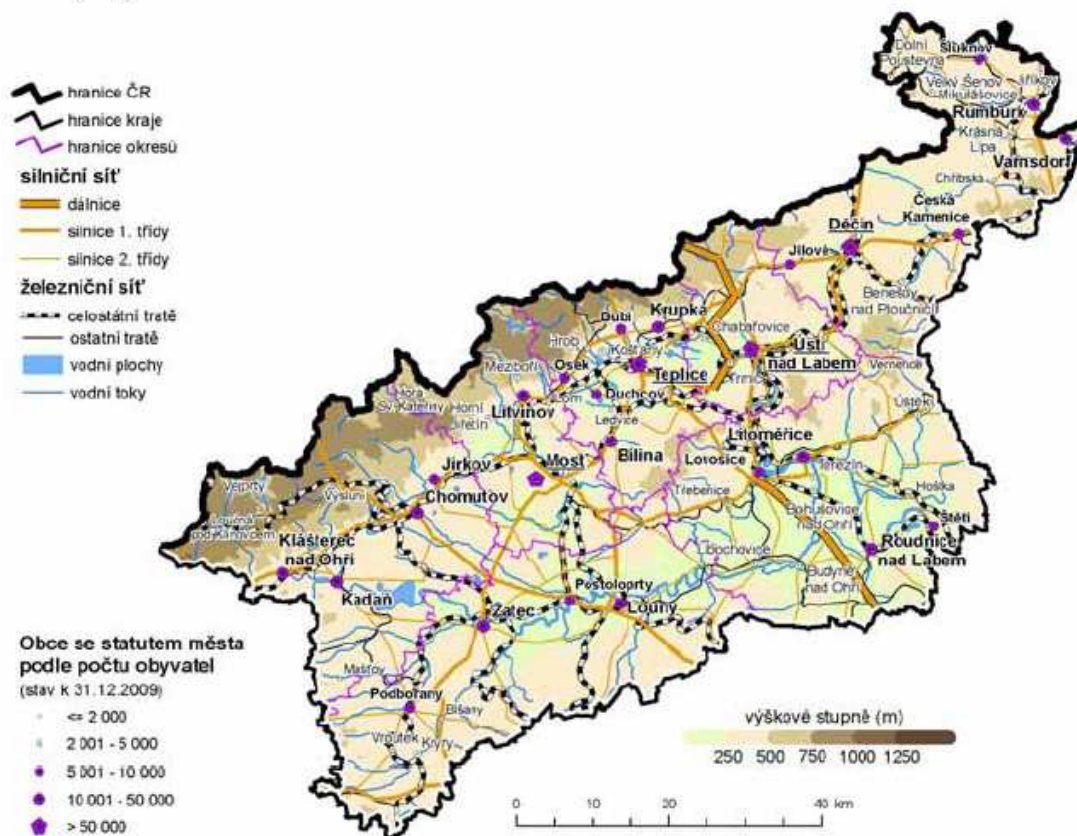 hranice ČR
hranice kraje
hranice okresů
silniční síť
dálnice
silnice 1. třídy
silnice 2. třídy
železniční síť
celostátní tratě
ostatní tratě
vodní plochy
vodní toky
Obce se statutem města
podle počtu obyvatel
(stav k 31.12.2009)
<= 2 000
2 001 - 5 000
5 001 - 10 000
10 001 - 50 000
> 50 000
Dolní
Poustevna
Šluknov
Velký Šenov
Mikulášovice
Jiříkov
Rumburk
Krásná
Lípa
Varnsdorf
Chřibská
Česká
Kamenice
Děčín
Jílové
Benešov
nad Ploučnicí
Krupka
Dubí
Chabařovice
Hrob
Košťany
Ústí
nad Labem
Meziboří
Osek
Teplice
Trmice
Verneřice
Hora
Sv. Kateřiny
Horní
Jiřetín
Litvínov
Lom
Duchcov
Ledvice
Úštěk
Litoměřice
Bílina
Most
Lovosice
Terezín
Jirkov
Třebenice
Hoštka
Vejprty
Výsluní
Chomutov
Bohušovice
nad Ohří
Štětí
Loučná
pod Klínovcem
Klášterec
nad Ohří
Libochovice
Roudnice
nad Labem
Budyně
nad Ohří
Kadaň
Postoloprty
Louny
Žatec
Mašťov
Podbořany
Blšany
Vroutek
Kryry
výškové stupně (m)
250 500 750 1000 1250
0 10 20 40 km